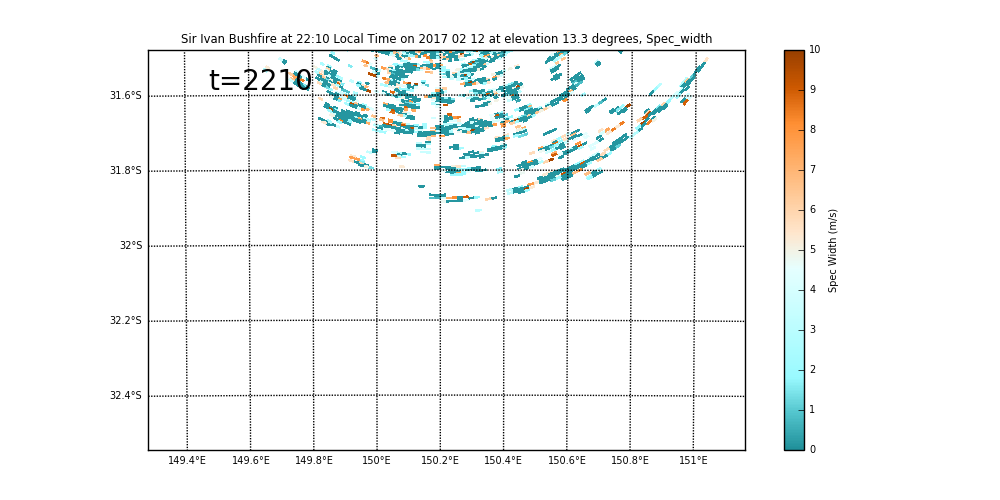 Sir Ivan Bushfire at 22:10 Local Time on 2017 02 12 at elevation 13.3 degrees, Spec_width
t=2210
31.6°S
31.8°S
32°S
32.2°S
32.4°S
149.4°E 149.6°E 149.8°E 150°E 150.2°E 150.4°E 150.6°E 150.8°E 151°E
10
9
8
7
6
5
4
3
2
1
0
Spec Width (m/s)